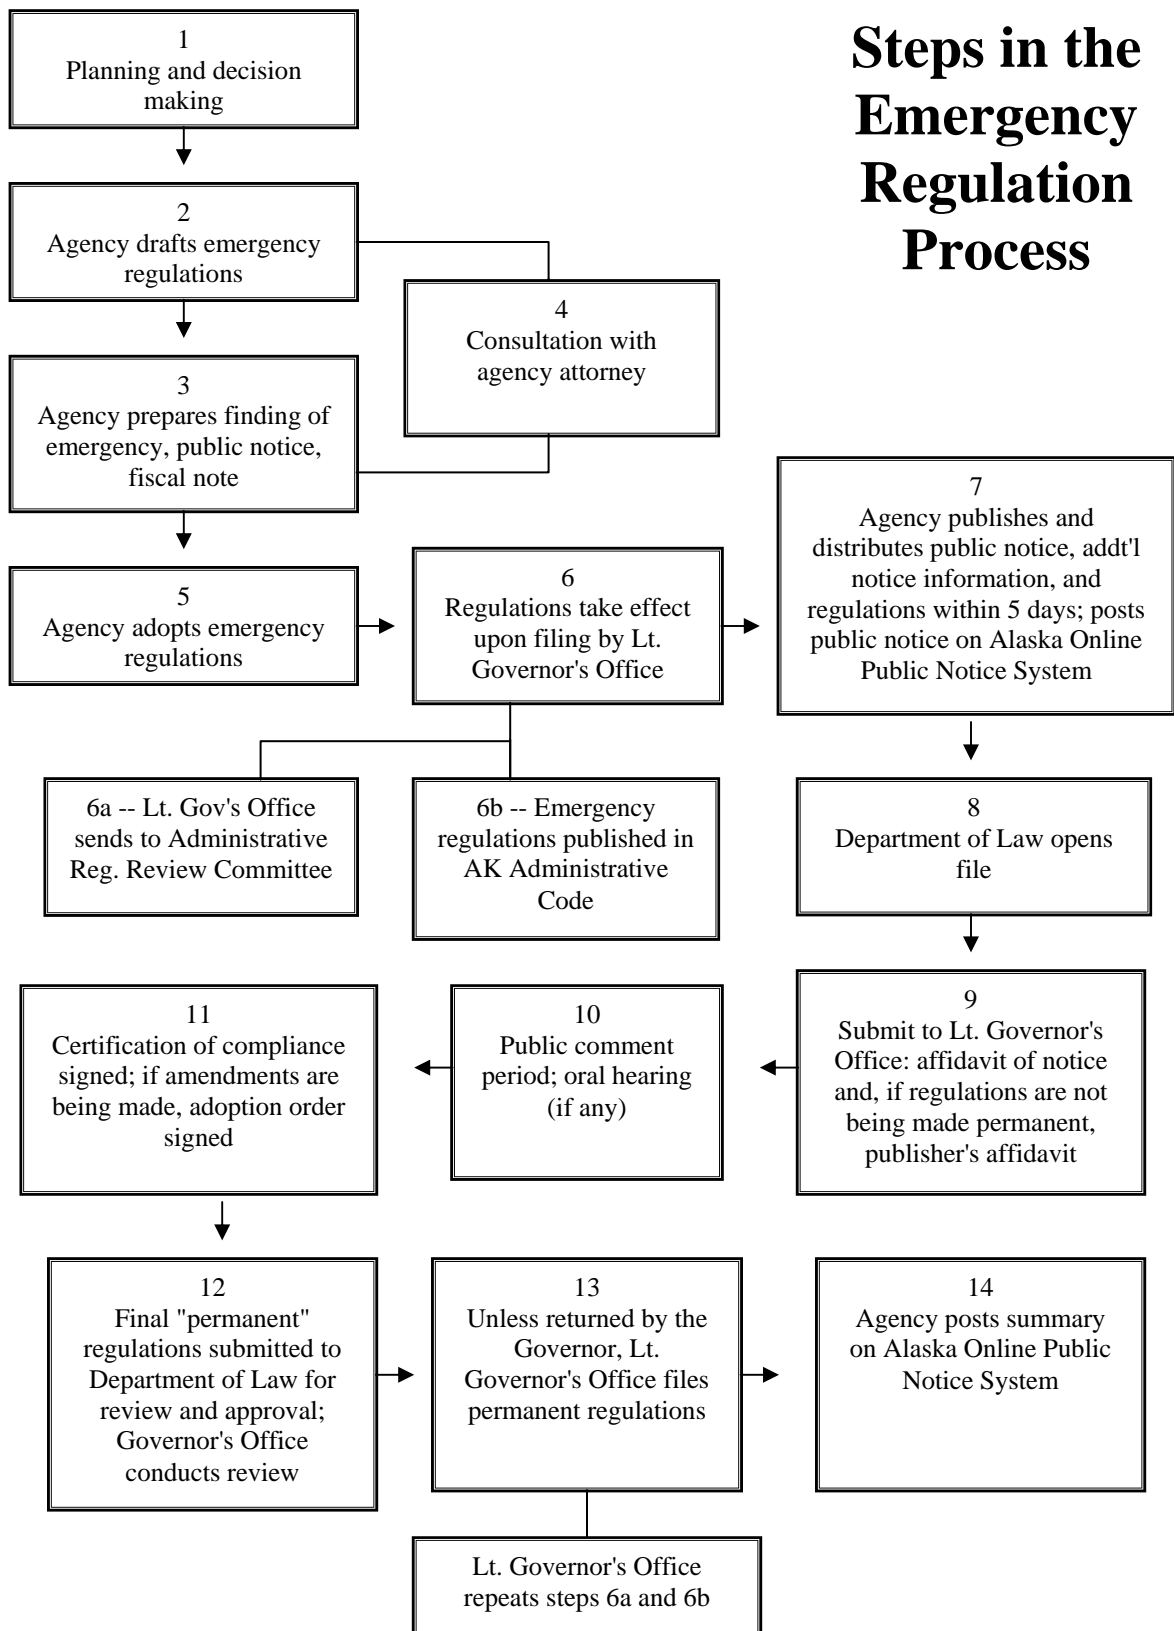 Steps in the
Emergency
Regulation
Process
1
Planning and decision
making
2
Agency drafts emergency
regulations
3
Agency prepares finding of
emergency, public notice,
fiscal note
4
Consultation with
agency attorney
5
Agency adopts emergency
regulations
6
Regulations take effect
upon filing by Lt.
Governor's Office
6a -- Lt. Gov's Office
sends to Administrative
Reg. Review Committee
6b -- Emergency
regulations published in
AK Administrative
Code
7
Agency publishes and
distributes public notice, addt'l
notice information, and
regulations within 5 days; posts
public notice on Alaska Online
Public Notice System
8
Department of Law opens
file
9
Submit to Lt. Governor's
Office: affidavit of notice
and, if regulations are not
being made permanent,
publisher's affidavit
10
Public comment
period; oral hearing
(if any)
11
Certification of compliance
signed; if amendments are
being made, adoption order
signed
12
Final "permanent"
regulations submitted to
Department of Law for
review and approval;
Governor's Office
conducts review
13
Unless returned by the
Governor, Lt.
Governor's Office files
permanent regulations
14
Agency posts summary
on Alaska Online Public
Notice System
Lt. Governor's Office
repeats steps 6a and 6b